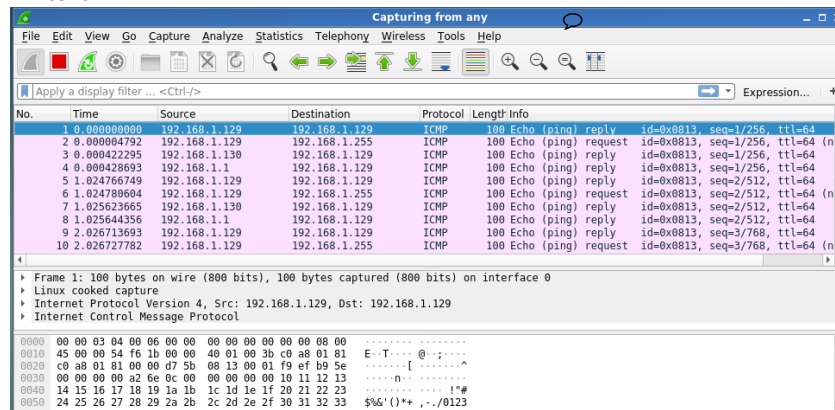 Capturing from any
File Edit View Go Capture Analyze Statistics Telephony Wireless Tools Help
Apply a display filter ... <Ctrl-/> Expression... +
No. Time Source Destination Protocol Length Info
1 0.000000000 192.168.1.129 192.168.1.129 ICMP 100 Echo (ping) reply id=0x0813, seq=1/256, ttl=64
2 0.000004792 192.168.1.129 192.168.1.255 ICMP 100 Echo (ping) request id=0x0813, seq=1/256, ttl=64 (n
3 0.000422295 192.168.1.130 192.168.1.129 ICMP 100 Echo (ping) reply id=0x0813, seq=1/256, ttl=64
4 0.000428693 192.168.1.1 192.168.1.129 ICMP 100 Echo (ping) reply id=0x0813, seq=1/256, ttl=64
5 1.024766749 192.168.1.129 192.168.1.129 ICMP 100 Echo (ping) reply id=0x0813, seq=2/512, ttl=64
6 1.024780604 192.168.1.129 192.168.1.255 ICMP 100 Echo (ping) request id=0x0813, seq=2/512, ttl=64 (n
7 1.025623665 192.168.1.130 192.168.1.129 ICMP 100 Echo (ping) reply id=0x0813, seq=2/512, ttl=64
8 1.025644356 192.168.1.1 192.168.1.129 ICMP 100 Echo (ping) reply id=0x0813, seq=2/512, ttl=64
9 2.026713693 192.168.1.129 192.168.1.129 ICMP 100 Echo (ping) reply id=0x0813, seq=3/768, ttl=64
10 2.026727782 192.168.1.129 192.168.1.255 ICMP 100 Echo (ping) request id=0x0813, seq=3/768, ttl=64 (n
Frame 1: 100 bytes on wire (800 bits), 100 bytes captured (800 bits) on interface 0
Linux cooked capture
Internet Protocol Version 4, Src: 192.168.1.129, Dst: 192.168.1.129
Internet Control Message Protocol
0000 00 00 03 04 00 06 00 00 00 00 00 00 00 00 08 00 ········ ········
0010 45 00 00 54 f6 1b 00 00 40 01 00 3b c0 a8 01 81 E··T···· @··;····
0020 c0 a8 01 81 00 00 d7 5b 08 13 00 01 f9 ef b9 5e ·······[ ·······^
0030 00 00 00 00 a2 6e 0c 00 00 00 00 00 10 11 12 13 ·····n·· ········
0040 14 15 16 17 18 19 1a 1b 1c 1d 1e 1f 20 21 22 23 ········ ···· !"#
0050 24 25 26 27 28 29 2a 2b 2c 2d 2e 2f 30 31 32 33 $%&'()*+ ,-./0123